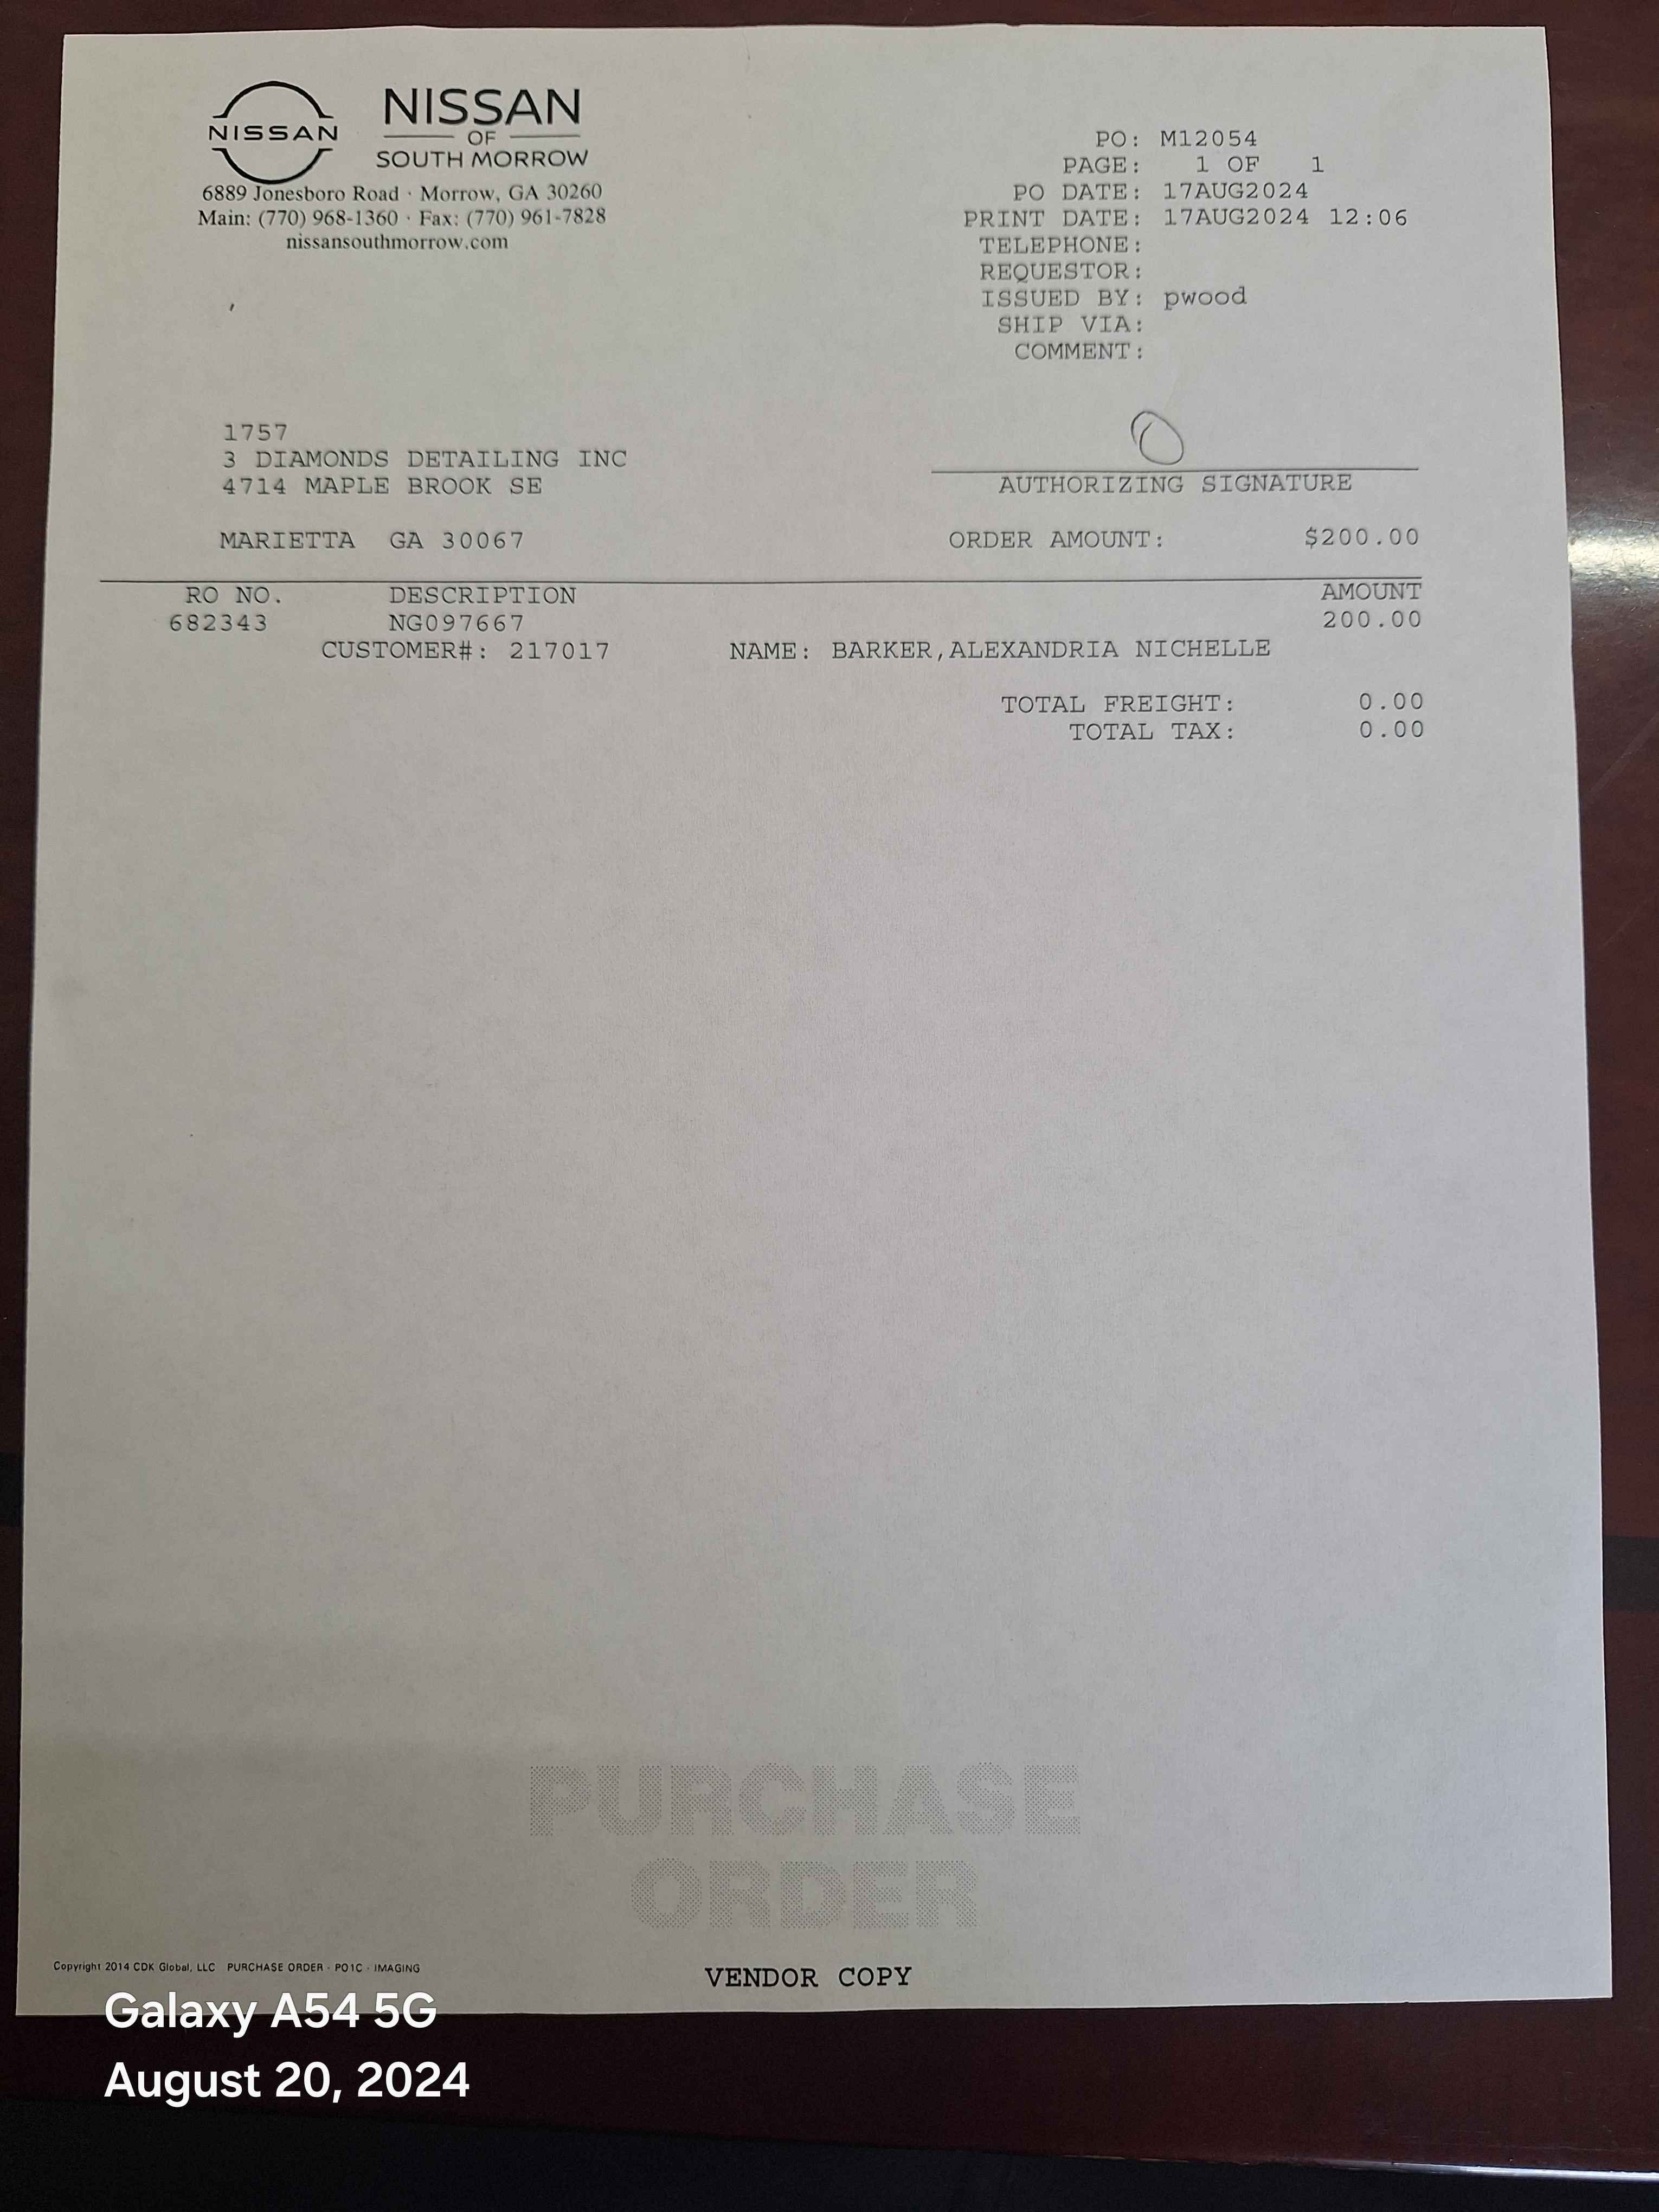 NISSAN
NISSAN
OF
SOUTH MORROW
6889 Jonesboro Road · Morrow, GA 30260
Main: (770) 968-1360 · Fax: (770) 961-7828
nissansouthmorrow.com
PO: M12054
PAGE: 1 OF 1
PO DATE: 17AUG2024
PRINT DATE: 17AUG2024 12:06
TELEPHONE:
REQUESTOR:
ISSUED BY: pwood
SHIP VIA:
COMMENT:
1757
3 DIAMONDS DETAILING INC
4714 MAPLE BROOK SE
AUTHORIZING SIGNATURE
MARIETTA GA 30067
ORDER AMOUNT: $200.00
RO NO. DESCRIPTION AMOUNT
682343 NG097667 200.00
CUSTOMER#: 217017 NAME: BARKER,ALEXANDRIA NICHELLE
TOTAL FREIGHT: 0.00
TOTAL TAX: 0.00
PURCHASE
ORDER
Copyright 2014 CDK Global, LLC PURCHASE ORDER - PO1C - IMAGING
VENDOR COPY
Galaxy A54 5G
August 20, 2024